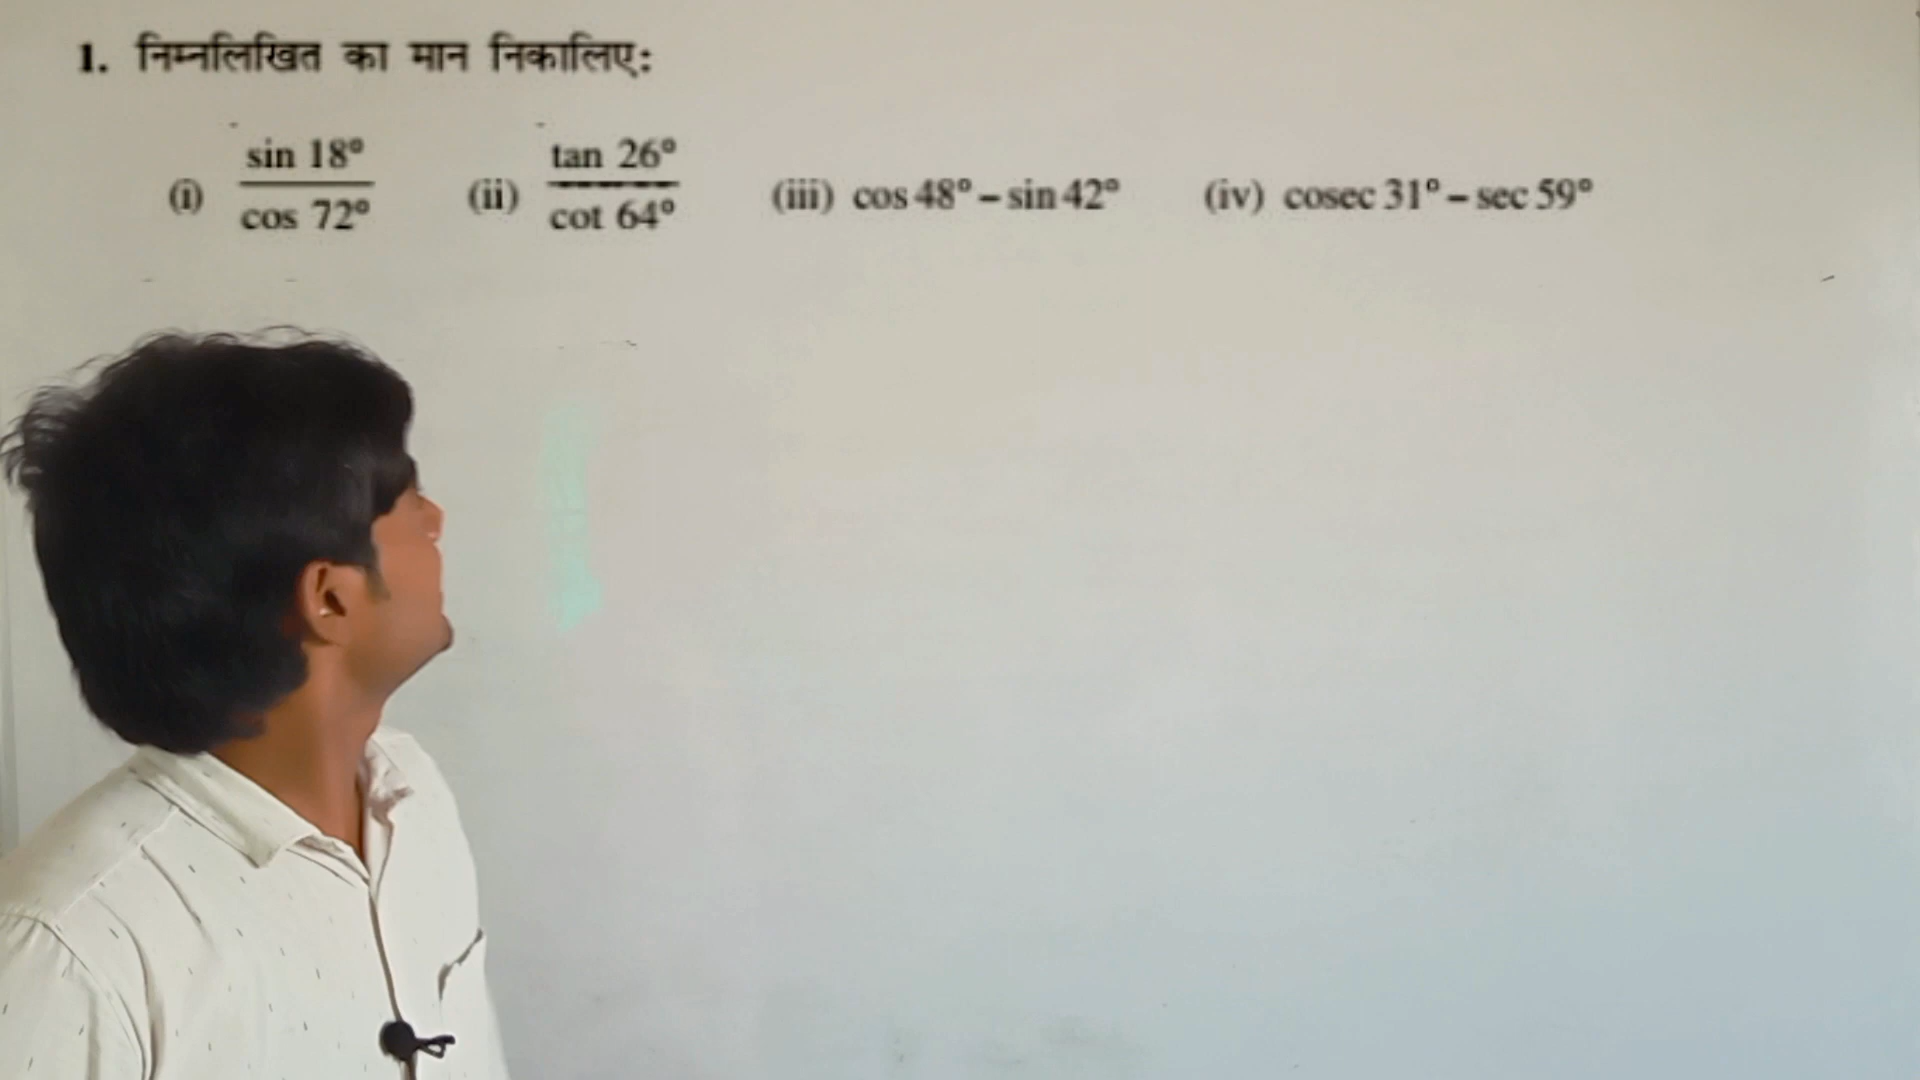 1. निम्नलिखित का मान निकालिए:
(i) sin 18° / cos 72° (ii) tan 26° / cot 64° (iii) cos 48° – sin 42° (iv) cosec 31° – sec 59°